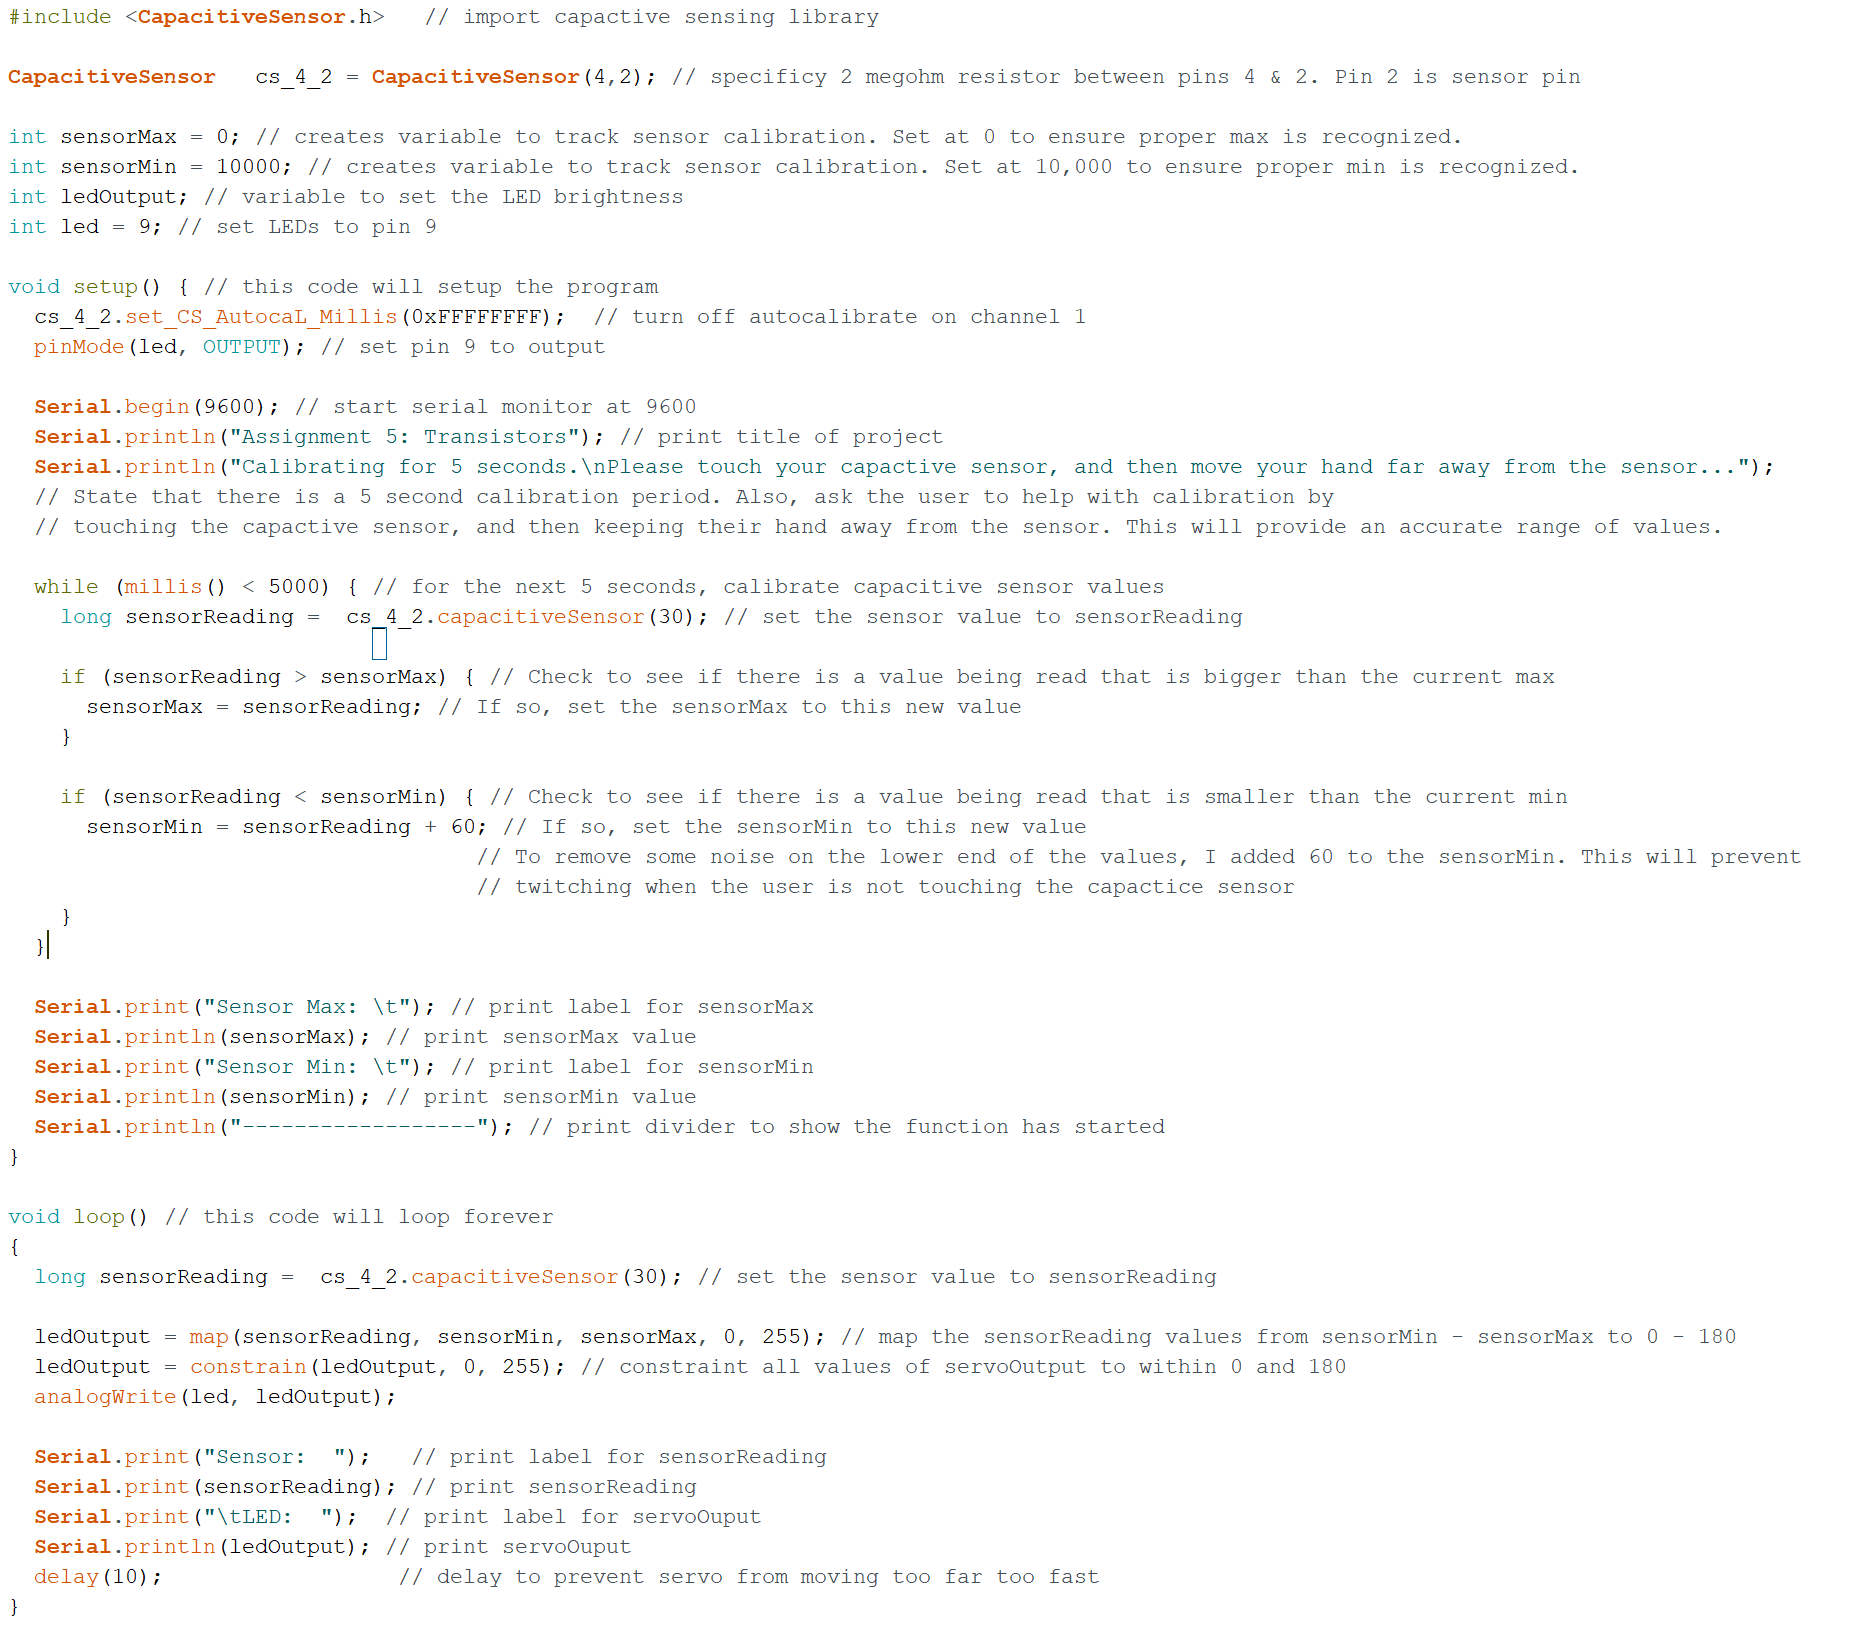 #include <CapacitiveSensor.h>   // import capactive sensing library
CapacitiveSensor   cs_4_2 = CapacitiveSensor(4,2); // specificy 2 megohm resistor between pins 4 & 2. Pin 2 is sensor pin
int sensorMax = 0; // creates variable to track sensor calibration. Set at 0 to ensure proper max is recognized.
int sensorMin = 10000; // creates variable to track sensor calibration. Set at 10,000 to ensure proper min is recognized.
int ledOutput; // variable to set the LED brightness
int led = 9; // set LEDs to pin 9
void setup() { // this code will setup the program
  cs_4_2.set_CS_AutocaL_Millis(0xFFFFFFFF);  // turn off autocalibrate on channel 1
  pinMode(led, OUTPUT); // set pin 9 to output
  Serial.begin(9600); // start serial monitor at 9600
  Serial.println("Assignment 5: Transistors"); // print title of project
  Serial.println("Calibrating for 5 seconds.\nPlease touch your capactive sensor, and then move your hand far away from the sensor...");
  // State that there is a 5 second calibration period. Also, ask the user to help with calibration by
  // touching the capactive sensor, and then keeping their hand away from the sensor. This will provide an accurate range of values.
  while (millis() < 5000) { // for the next 5 seconds, calibrate capacitive sensor values
    long sensorReading =  cs_4_2.capacitiveSensor(30); // set the sensor value to sensorReading
    if (sensorReading > sensorMax) { // Check to see if there is a value being read that is bigger than the current max
      sensorMax = sensorReading; // If so, set the sensorMax to this new value
    }
    if (sensorReading < sensorMin) { // Check to see if there is a value being read that is smaller than the current min
      sensorMin = sensorReading + 60; // If so, set the sensorMin to this new value
                                    // To remove some noise on the lower end of the values, I added 60 to the sensorMin. This will prevent
                                    // twitching when the user is not touching the capactice sensor
    }
  }
  Serial.print("Sensor Max: \t"); // print label for sensorMax
  Serial.println(sensorMax); // print sensorMax value
  Serial.print("Sensor Min: \t"); // print label for sensorMin
  Serial.println(sensorMin); // print sensorMin value
  Serial.println("------------------"); // print divider to show the function has started
}
void loop() // this code will loop forever
{
  long sensorReading =  cs_4_2.capacitiveSensor(30); // set the sensor value to sensorReading
  ledOutput = map(sensorReading, sensorMin, sensorMax, 0, 255); // map the sensorReading values from sensorMin - sensorMax to 0 - 180
  ledOutput = constrain(ledOutput, 0, 255); // constraint all values of servoOutput to within 0 and 180
  analogWrite(led, ledOutput);
  Serial.print("Sensor:  ");   // print label for sensorReading
  Serial.print(sensorReading); // print sensorReading
  Serial.print("\tLED:  ");  // print label for servoOuput
  Serial.println(ledOutput); // print servoOuput
  delay(10);                  // delay to prevent servo from moving too far too fast
}